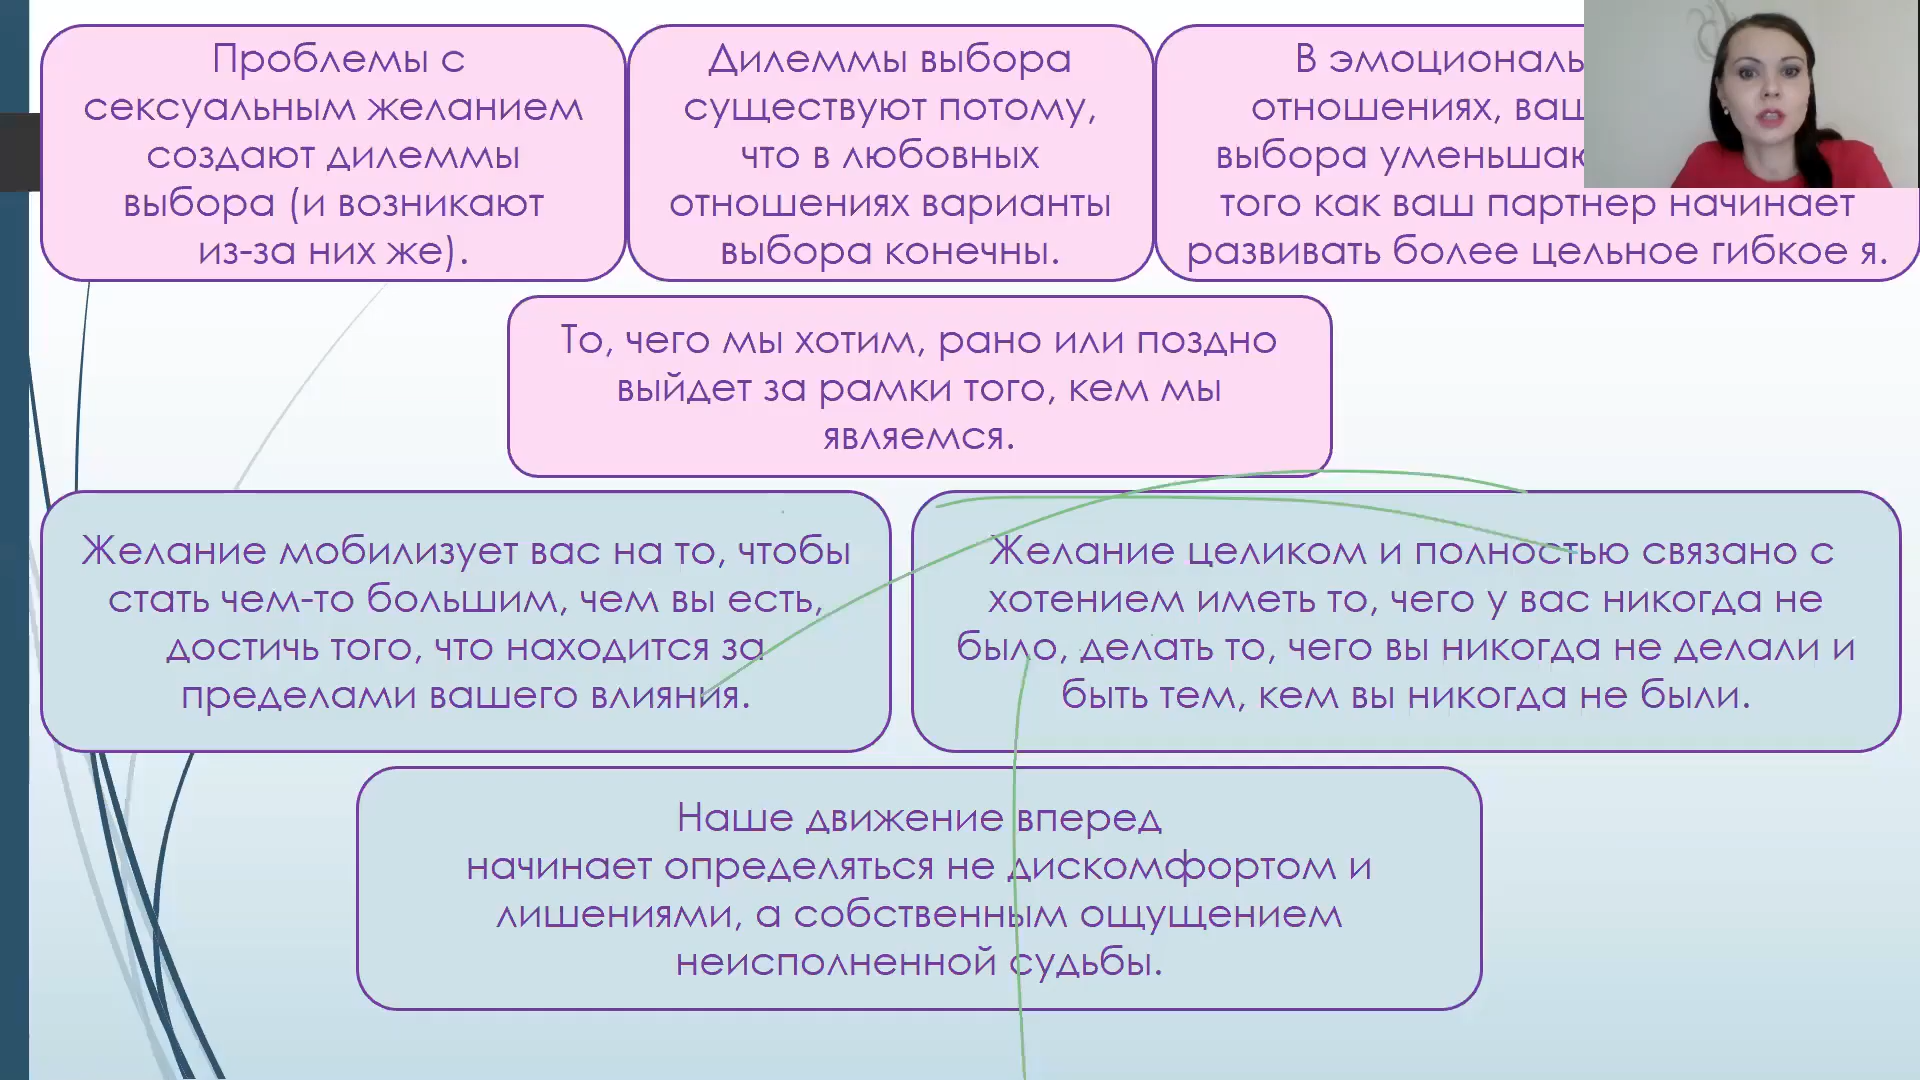 Проблемы с
сексуальным желанием
создают дилеммы
выбора (и возникают
из-за них же).
Дилеммы выбора
существуют потому,
что в любовных
отношениях варианты
выбора конечны.
В эмоциональ
отношениях, ваш
выбора уменьшаю
того как ваш партнер начинает
развивать более цельное гибкое я.
То, чего мы хотим, рано или поздно
выйдет за рамки того, кем мы
являемся.
Желание мобилизует вас на то, чтобы
стать чем-то большим, чем вы есть,
достичь того, что находится за
пределами вашего влияния.
Желание целиком и полностью связано с
хотением иметь то, чего у вас никогда не
было, делать то, чего вы никогда не делали и
быть тем, кем вы никогда не были.
Наше движение вперед
начинает определяться не дискомфортом и
лишениями, а собственным ощущением
неисполненной судьбы.